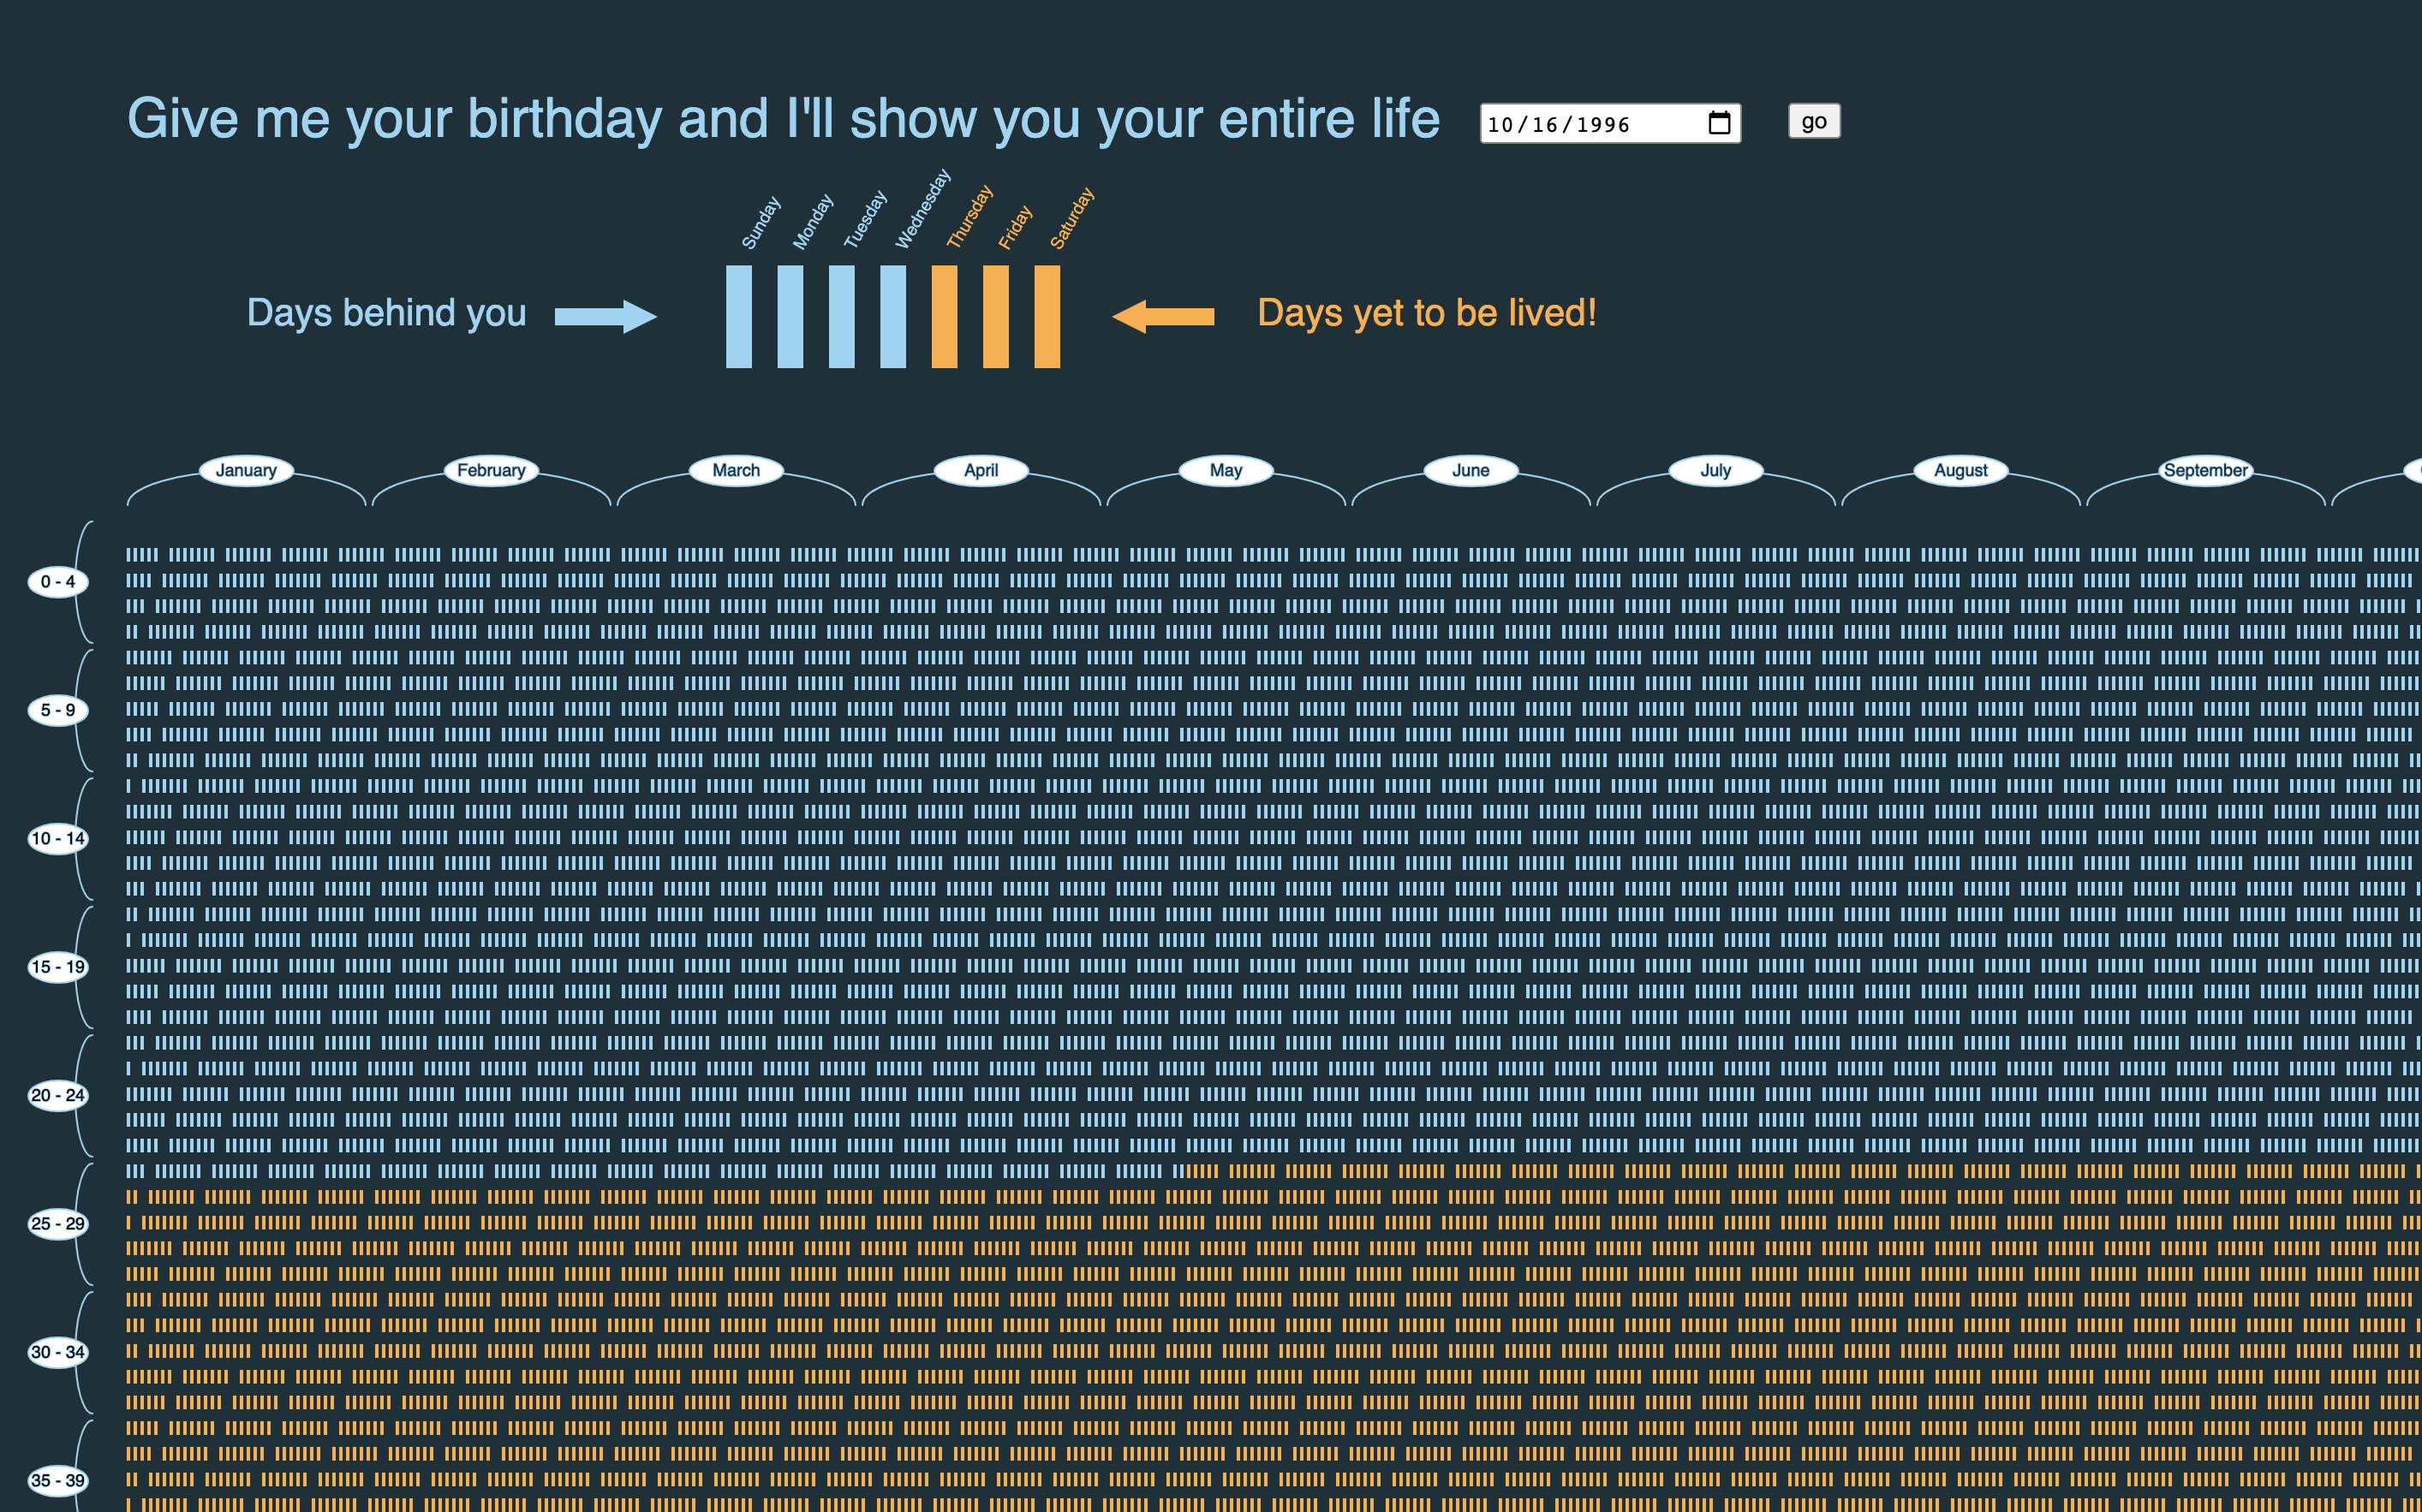 Give me your birthday and I'll show you your entire life 10/16/1996 go
Sunday Monday Tuesday Wednesday Thursday Friday Saturday
Days behind you Days yet to be lived!
January February March April May June July August September
0 - 4
5 - 9
10 - 14
15 - 19
20 - 24
25 - 29
30 - 34
35 - 39